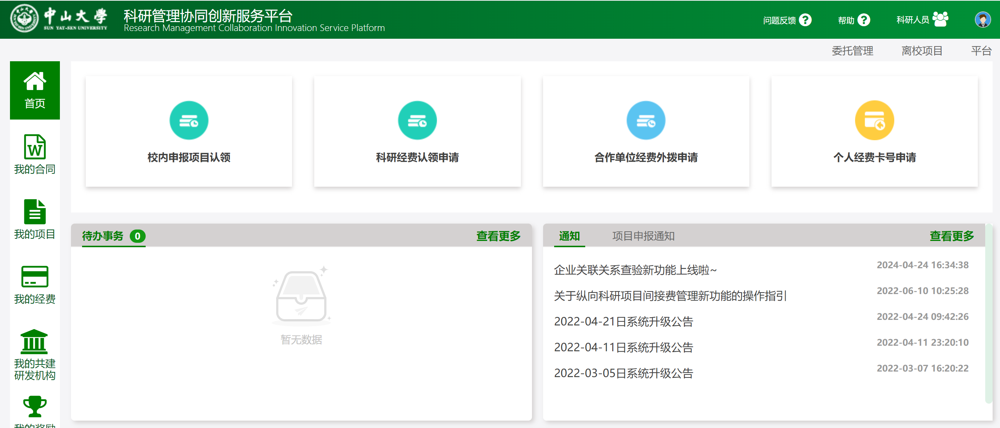 中山大學
SUN YAT-SEN UNIVERSITY
科研管理协同创新服务平台
Research Management Collaboration Innovation Service Platform
问题反馈
帮助
科研人员
委托管理
离校项目
平台
首页
我的合同
我的项目
我的经费
我的共建
研发机构
我的奖励
校内申报项目认领
科研经费认领申请
合作单位经费外拨申请
个人经费卡号申请
待办事务 0
查看更多
暂无数据
通知
项目申报通知
查看更多
企业关联关系查验新功能上线啦~
2024-04-24 16:34:38
关于纵向科研项目间接费管理新功能的操作指引
2022-06-10 10:25:28
2022-04-21日系统升级公告
2022-04-24 09:42:26
2022-04-11日系统升级公告
2022-04-11 23:20:10
2022-03-05日系统升级公告
2022-03-07 16:20:22